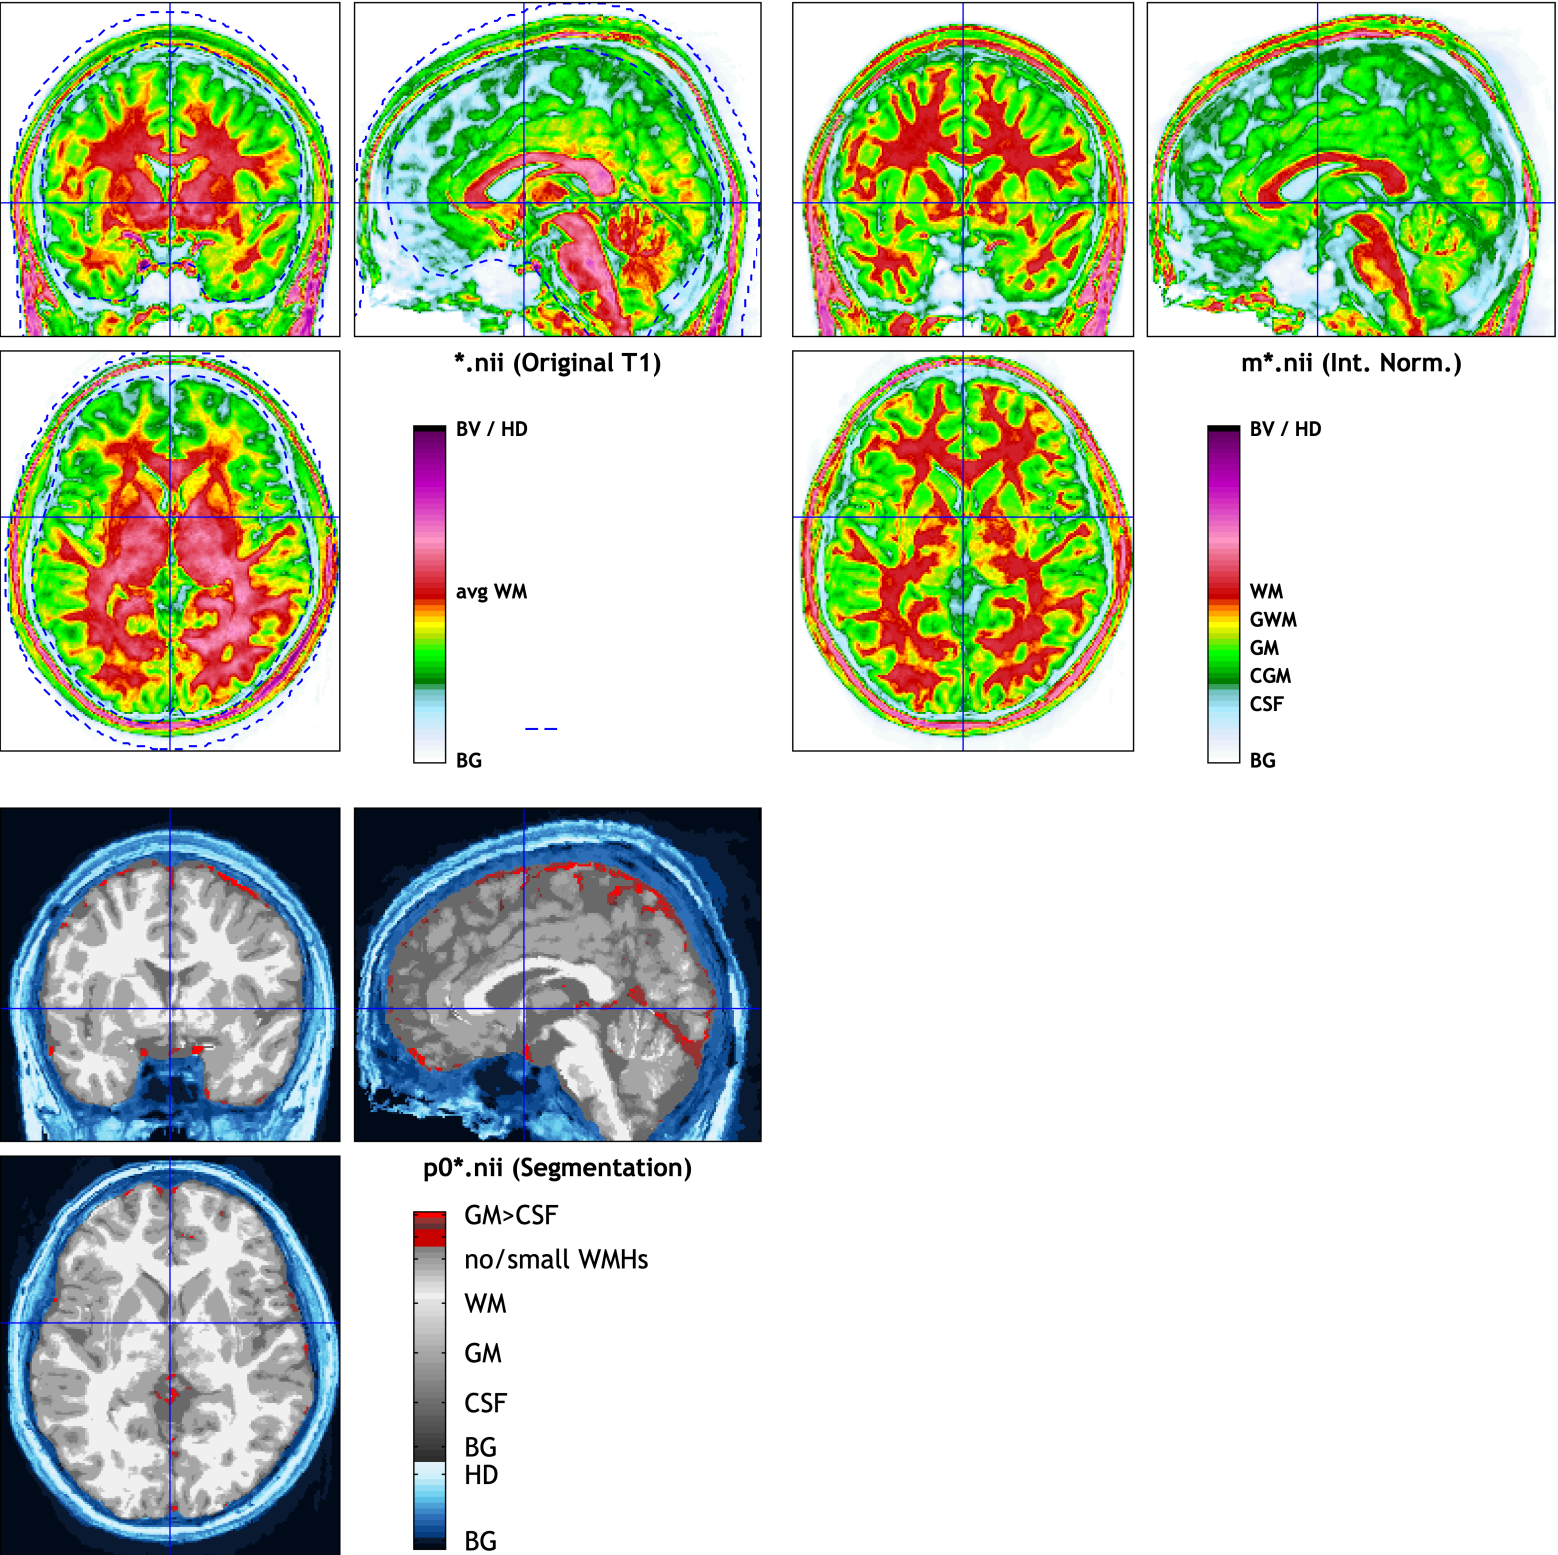 *.nii (Original T1)
BV / HD
avg WM
BG
m*.nii (Int. Norm.)
BV / HD
WM
GWM
GM
CGM
CSF
BG
p0*.nii (Segmentation)
GM>CSF
no/small WMHs
WM
GM
CSF
BG
HD
BG